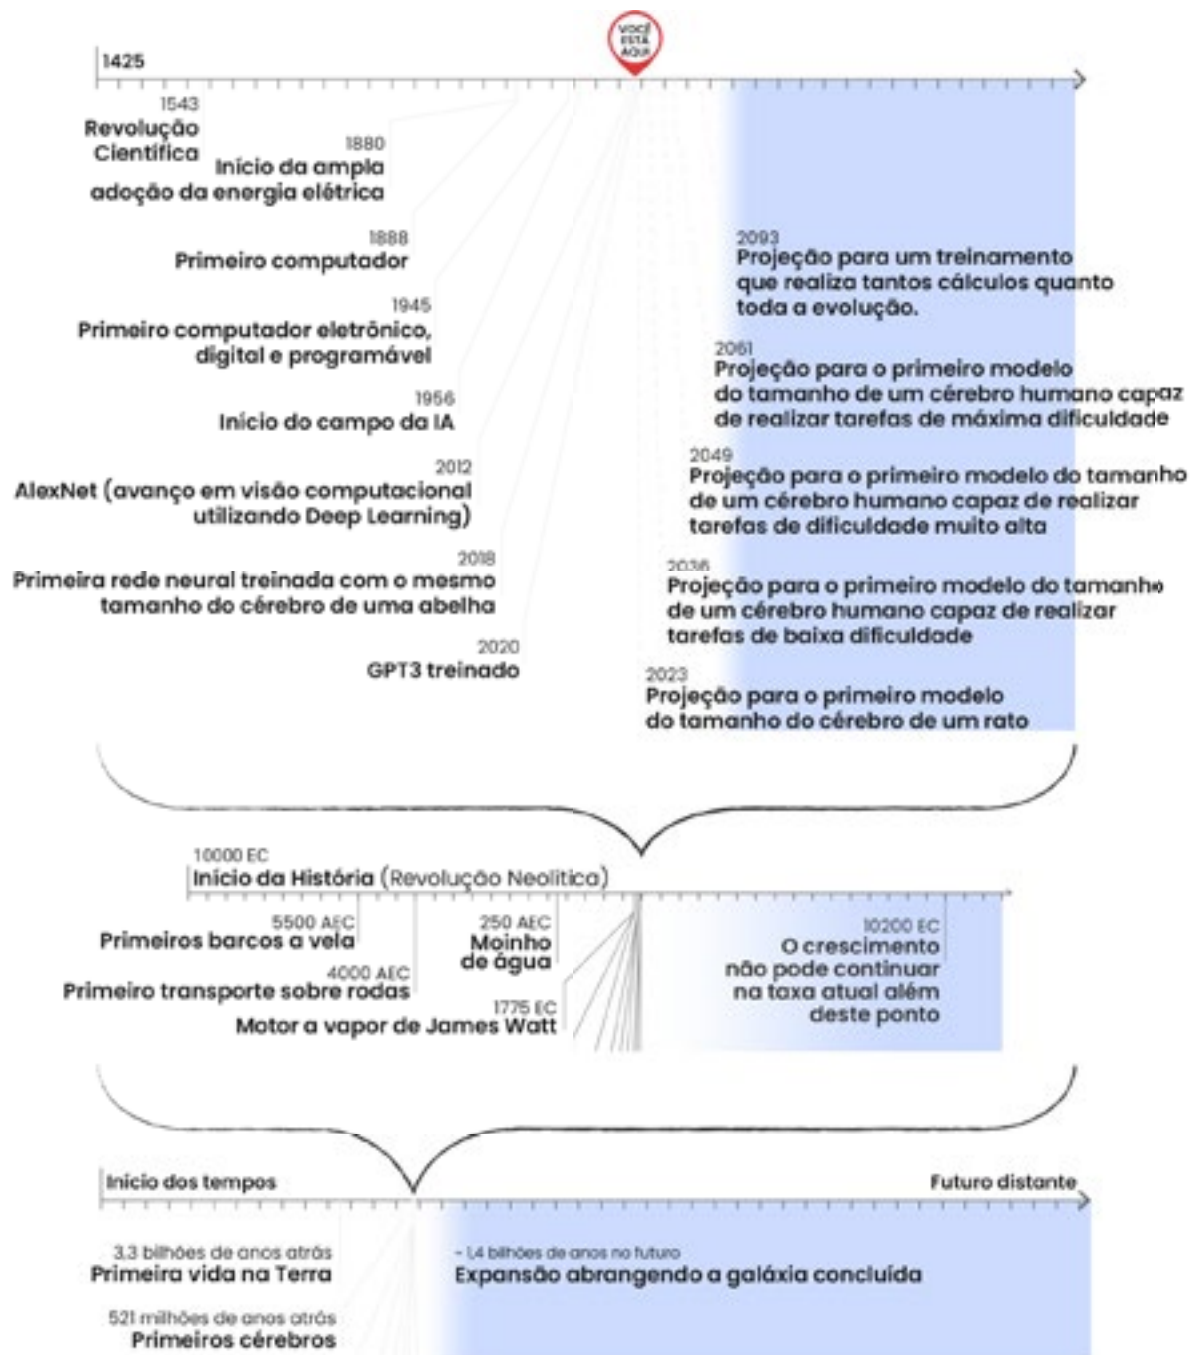 VOCÊ
ESTÁ
AQUI
1425
1543
Revolução
Científica
1880
Início da ampla
adoção da energia elétrica
1888
Primeiro computador
1945
Primeiro computador eletrônico,
digital e programável
1956
Início do campo da IA
2012
AlexNet (avanço em visão computacional
utilizando Deep Learning)
2018
Primeira rede neural treinada com o mesmo
tamanho do cérebro de uma abelha
2020
GPT3 treinado
2093
Projeção para um treinamento
que realiza tantos cálculos quanto
toda a evolução.
2061
Projeção para o primeiro modelo
do tamanho de um cérebro humano capaz
de realizar tarefas de máxima dificuldade
2049
Projeção para o primeiro modelo do tamanho
de um cérebro humano capaz de realizar
tarefas de dificuldade muito alta
2036
Projeção para o primeiro modelo do tamanho
de um cérebro humano capaz de realizar
tarefas de baixa dificuldade
2023
Projeção para o primeiro modelo
do tamanho do cérebro de um rato
10000 EC
Início da História (Revolução Neolítica)
5500 AEC
Primeiros barcos a vela
4000 AEC
Primeiro transporte sobre rodas
250 AEC
Moinho
de água
1775 EC
Motor a vapor de James Watt
10200 EC
O crescimento
não pode continuar
na taxa atual além
deste ponto
Início dos tempos
Futuro distante
3,3 bilhões de anos atrás
Primeira vida na Terra
521 milhões de anos atrás
Primeiros cérebros
~ 1,4 bilhões de anos no futuro
Expansão abrangendo a galáxia concluída